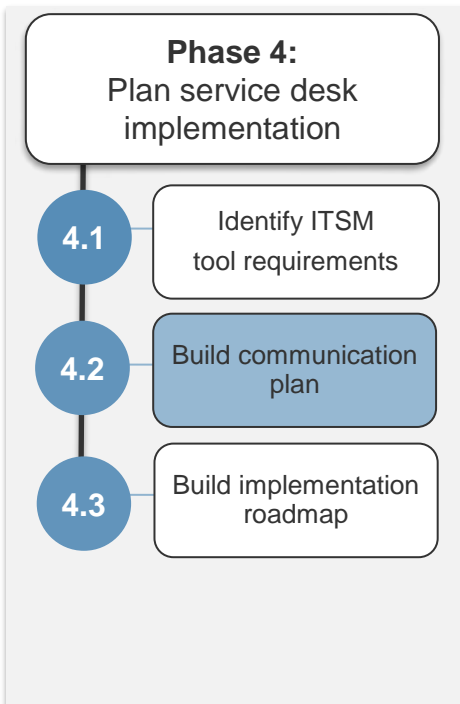 Phase 4:
Plan service desk
implementation
4.1
Identify ITSM
tool requirements
4.2
Build communication
plan
4.3
Build implementation
roadmap